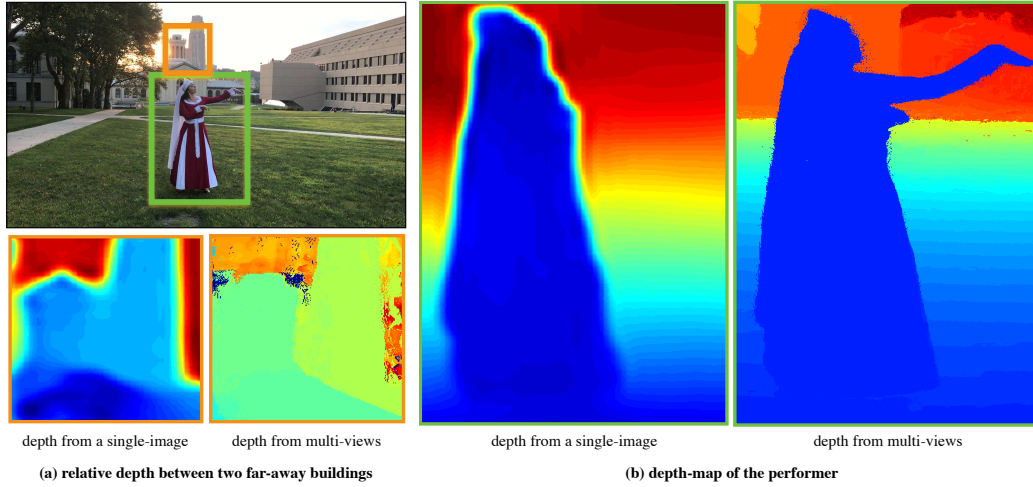 depth from a single-image
depth from multi-views
(a) relative depth between two far-away buildings
depth from a single-image
depth from multi-views
(b) depth-map of the performer